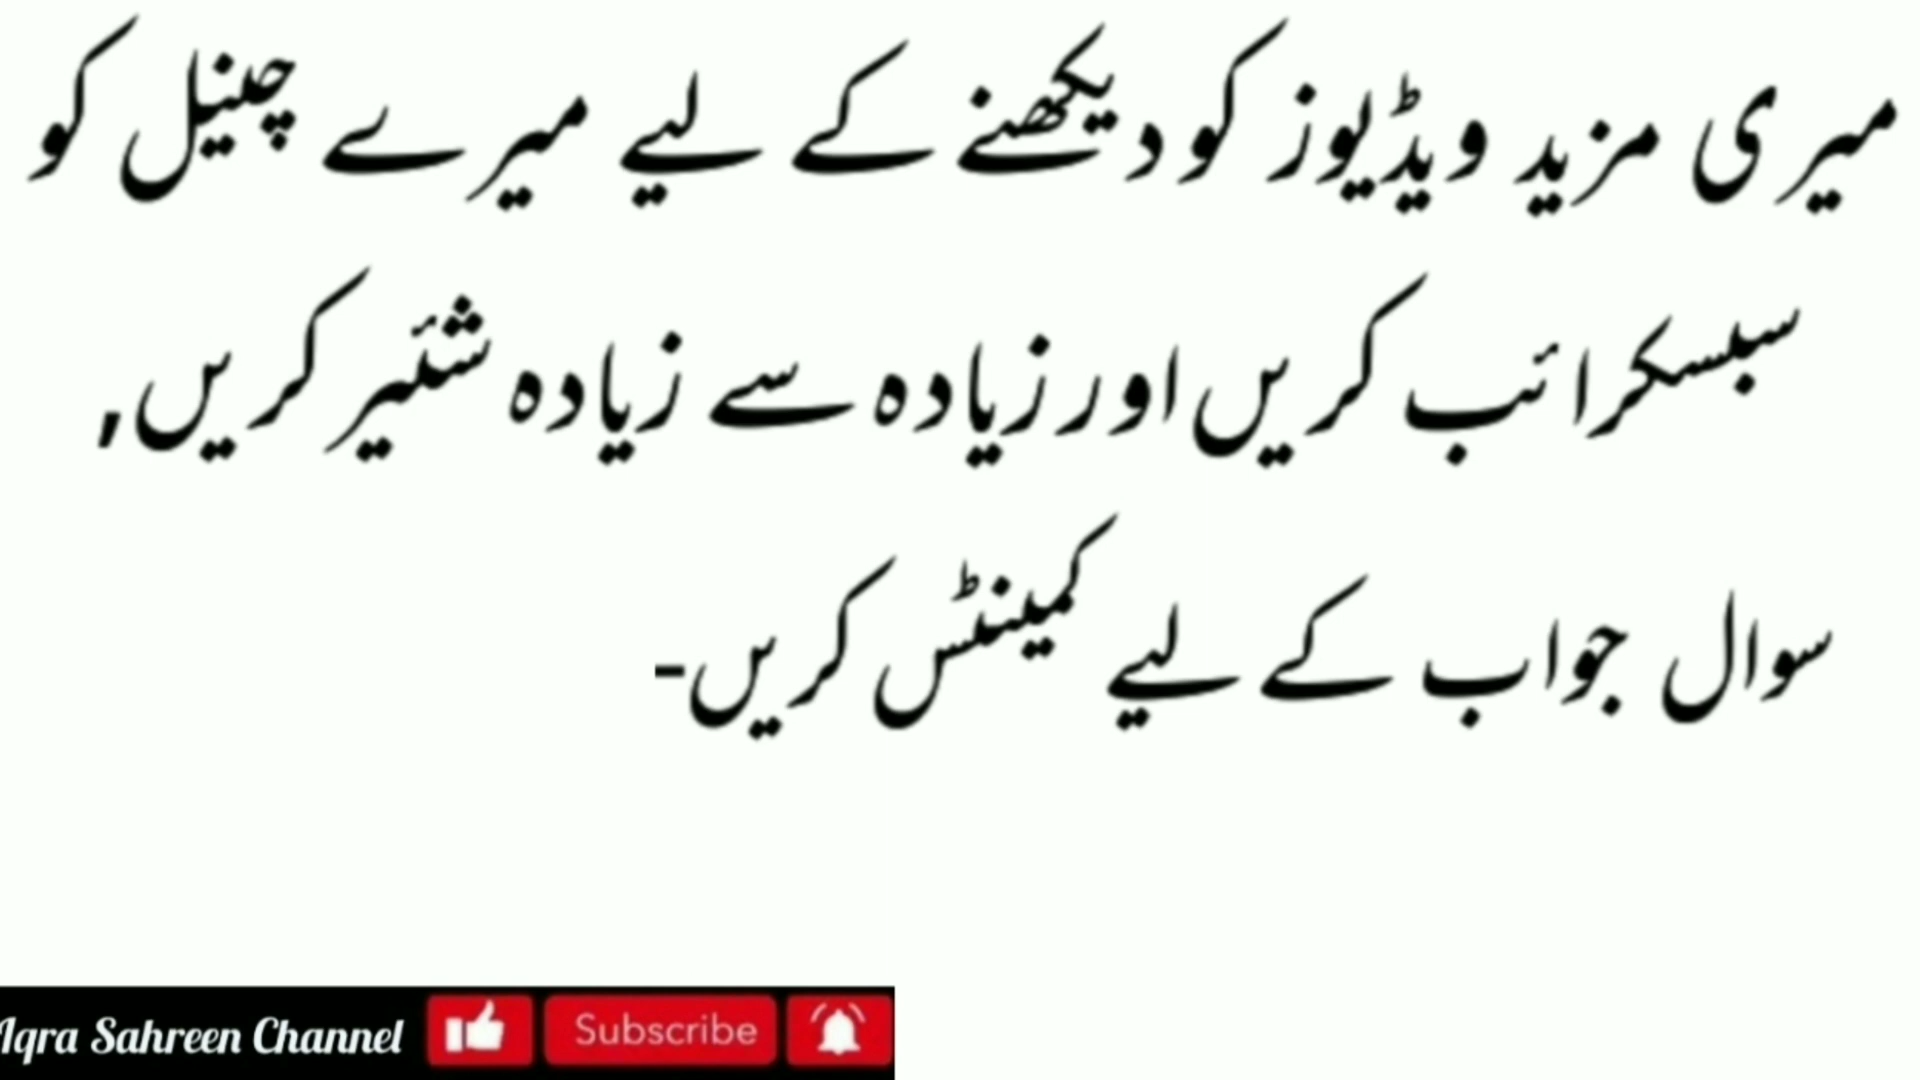 میری مزید ویڈیوز کو دیکھنے کے لیے میرے چینل کو
سبسکرائب کریں اور زیادہ سے زیادہ شئیر کریں,
سوال جواب کے لیے کمینٹس کریں-
Iqra Sahreen Channel Subscribe